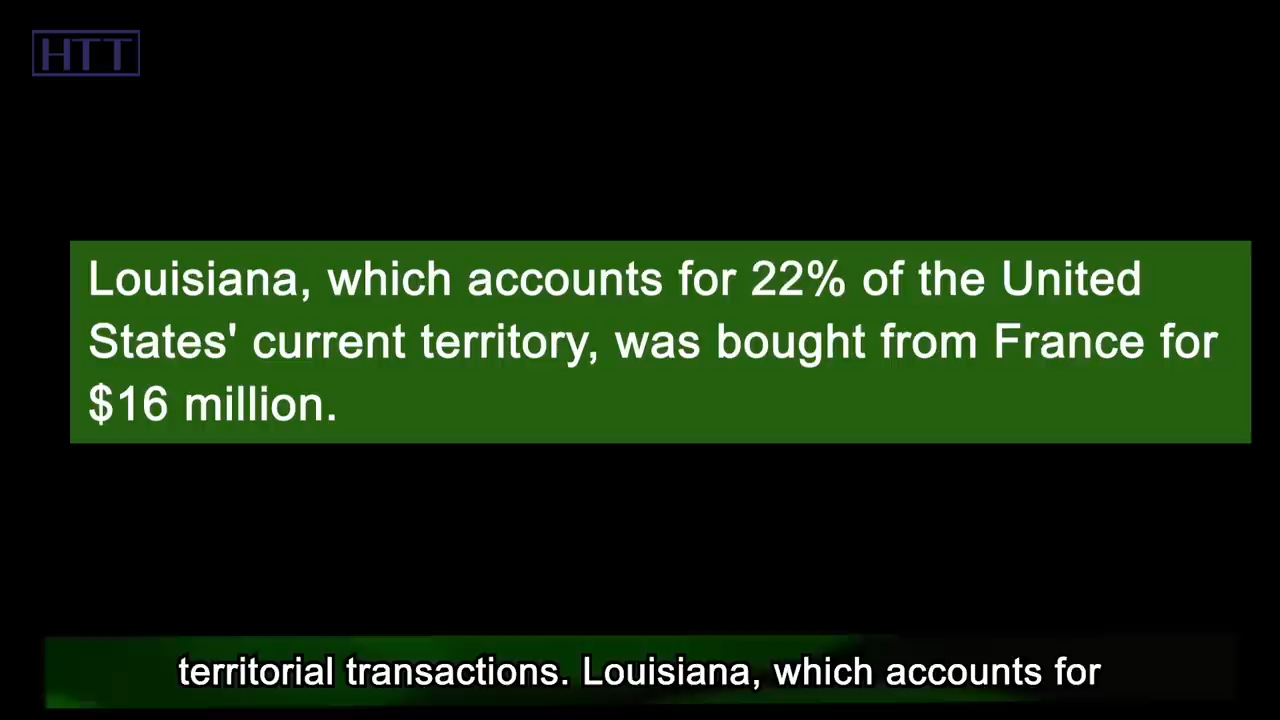 HTT
Louisiana, which accounts for 22% of the United
States' current territory, was bought from France for
$16 million.
territorial transactions. Louisiana, which accounts for